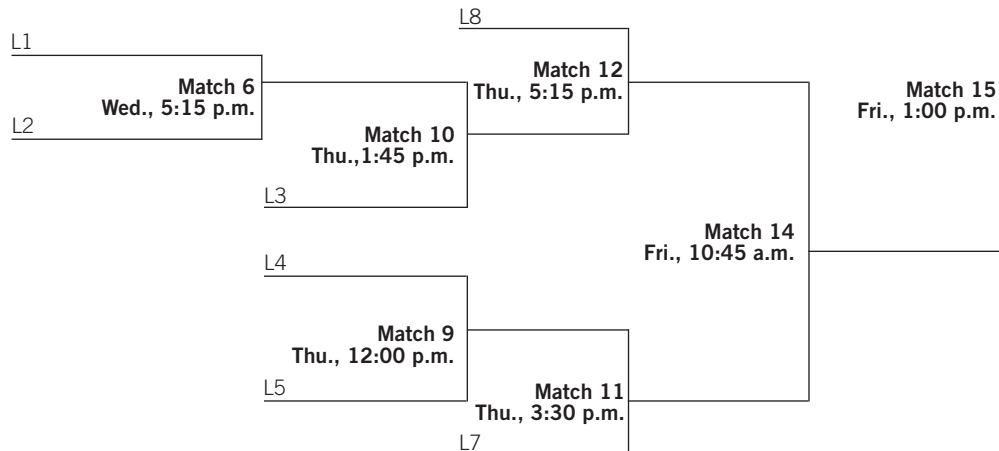 L8
L1
Match 12
Thu., 5:15 p.m.
Match 6
Wed., 5:15 p.m.
Match 15
Fri., 1:00 p.m.
L2
Match 10
Thu.,1:45 p.m.
L3
Match 14
Fri., 10:45 a.m.
L4
Match 9
Thu., 12:00 p.m.
L5
Match 11
Thu., 3:30 p.m.
L7